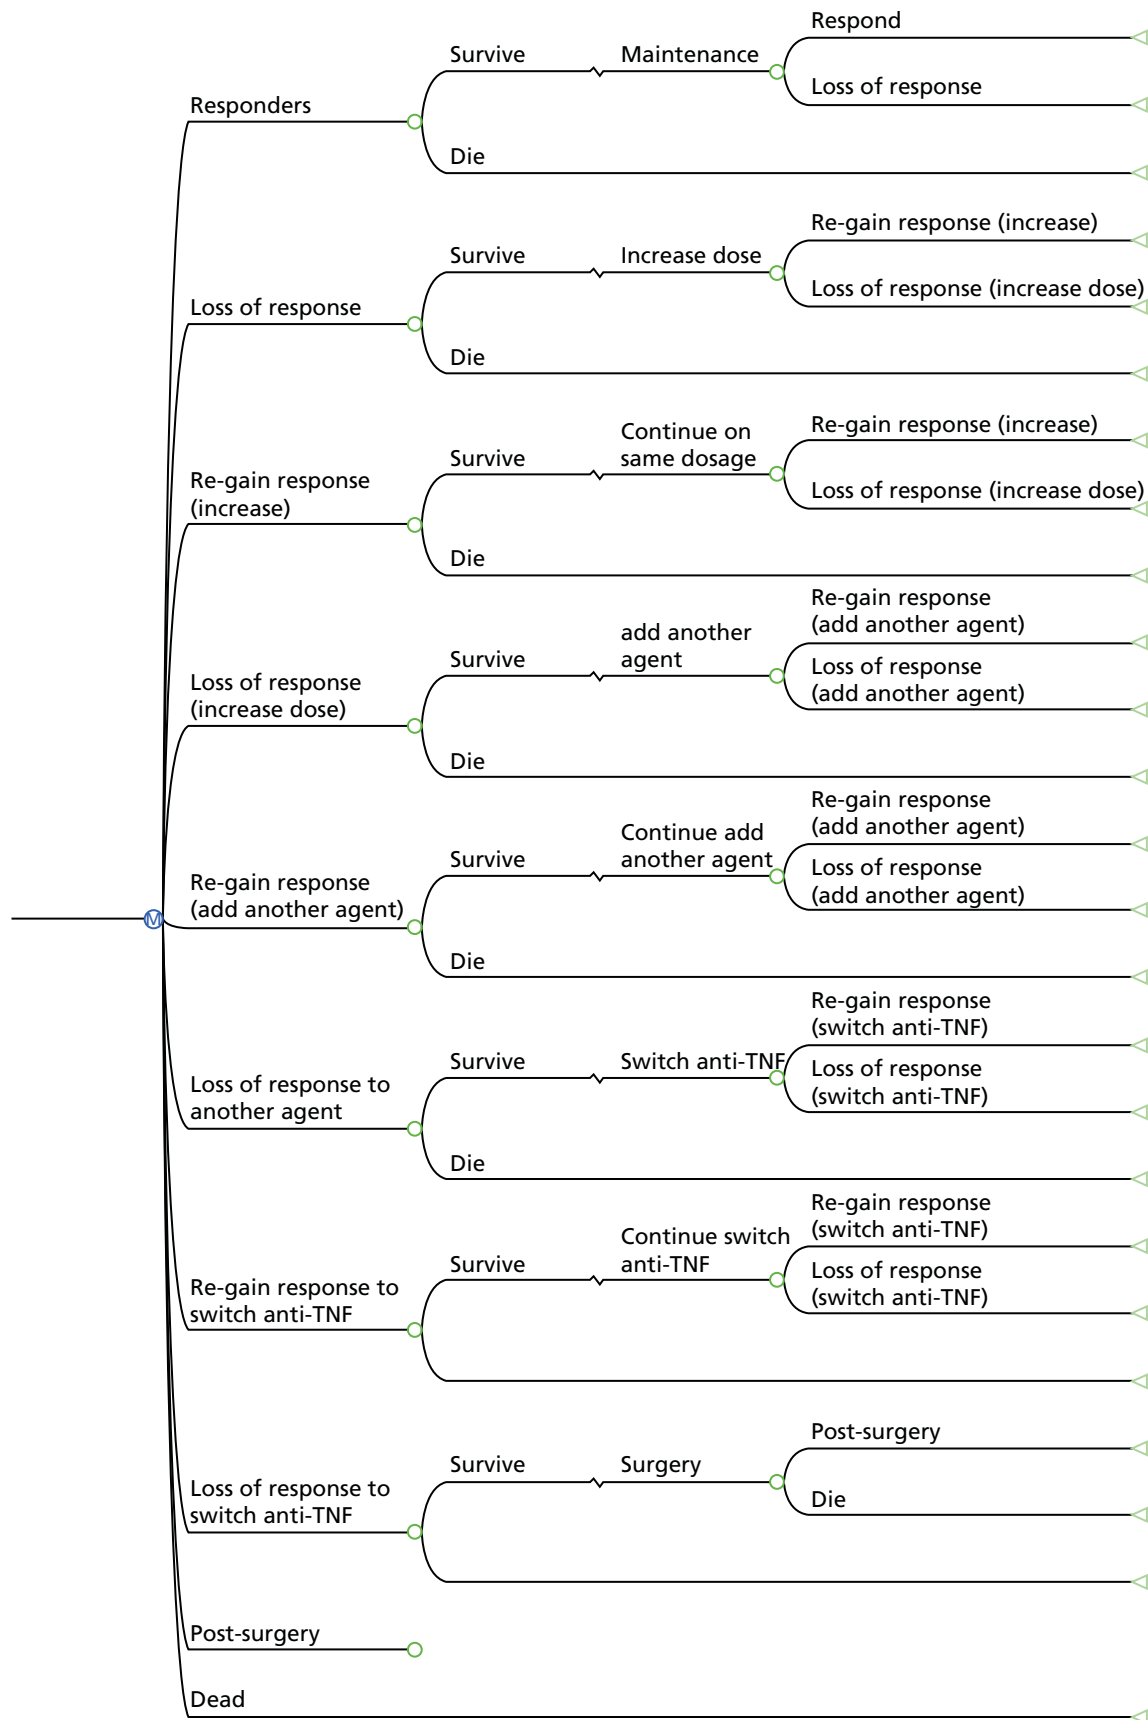 Respond
Survive
Maintenance
Loss of response
Responders
Die
Re-gain response (increase)
Survive
Increase dose
Loss of response (increase dose)
Loss of response
Die
Re-gain response (increase)
Continue on
same dosage
Survive
Re-gain response
(increase)
Loss of response (increase dose)
Die
Re-gain response
(add another agent)
add another
agent
Survive
Loss of response
(add another agent)
Loss of response
(increase dose)
Die
Re-gain response
(add another agent)
Continue add
another agent
Survive
Loss of response
(add another agent)
Re-gain response
(add another agent)
M
Die
Re-gain response
(switch anti-TNF)
Survive
Switch anti-TNF
Loss of response
(switch anti-TNF)
Loss of response to
another agent
Die
Re-gain response
(switch anti-TNF)
Continue switch
anti-TNF
Survive
Loss of response
(switch anti-TNF)
Re-gain response to
switch anti-TNF
Post-surgery
Survive
Surgery
Die
Loss of response to
switch anti-TNF
Post-surgery
Dead